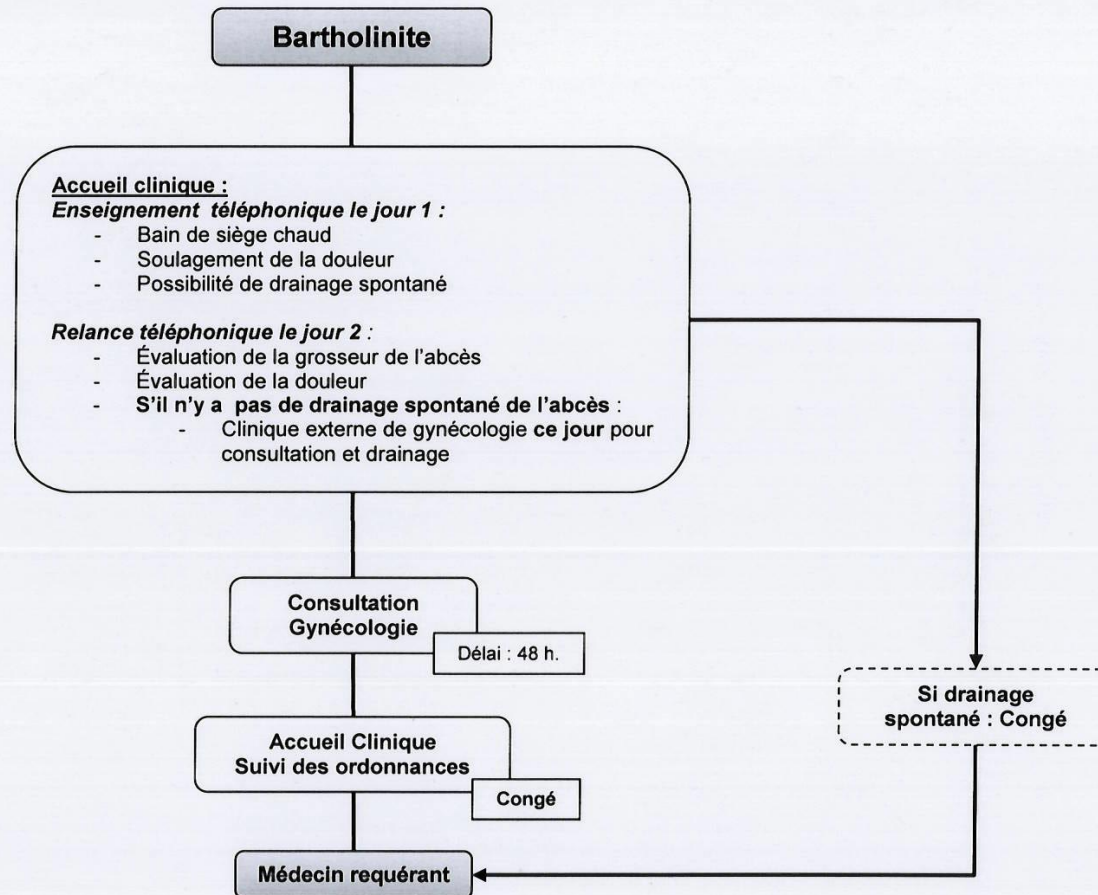 Bartholinite
Accueil clinique :
Enseignement téléphonique le jour 1 :
- Bain de siège chaud
- Soulagement de la douleur
- Possibilité de drainage spontané
Relance téléphonique le jour 2 :
- Évaluation de la grosseur de l'abcès
- Évaluation de la douleur
- S'il n'y a pas de drainage spontané de l'abcès :
- Clinique externe de gynécologie ce jour pour
consultation et drainage
Consultation
Gynécologie
Délai : 48 h.
Si drainage
spontané : Congé
Accueil Clinique
Suivi des ordonnances
Congé
Médecin requérant